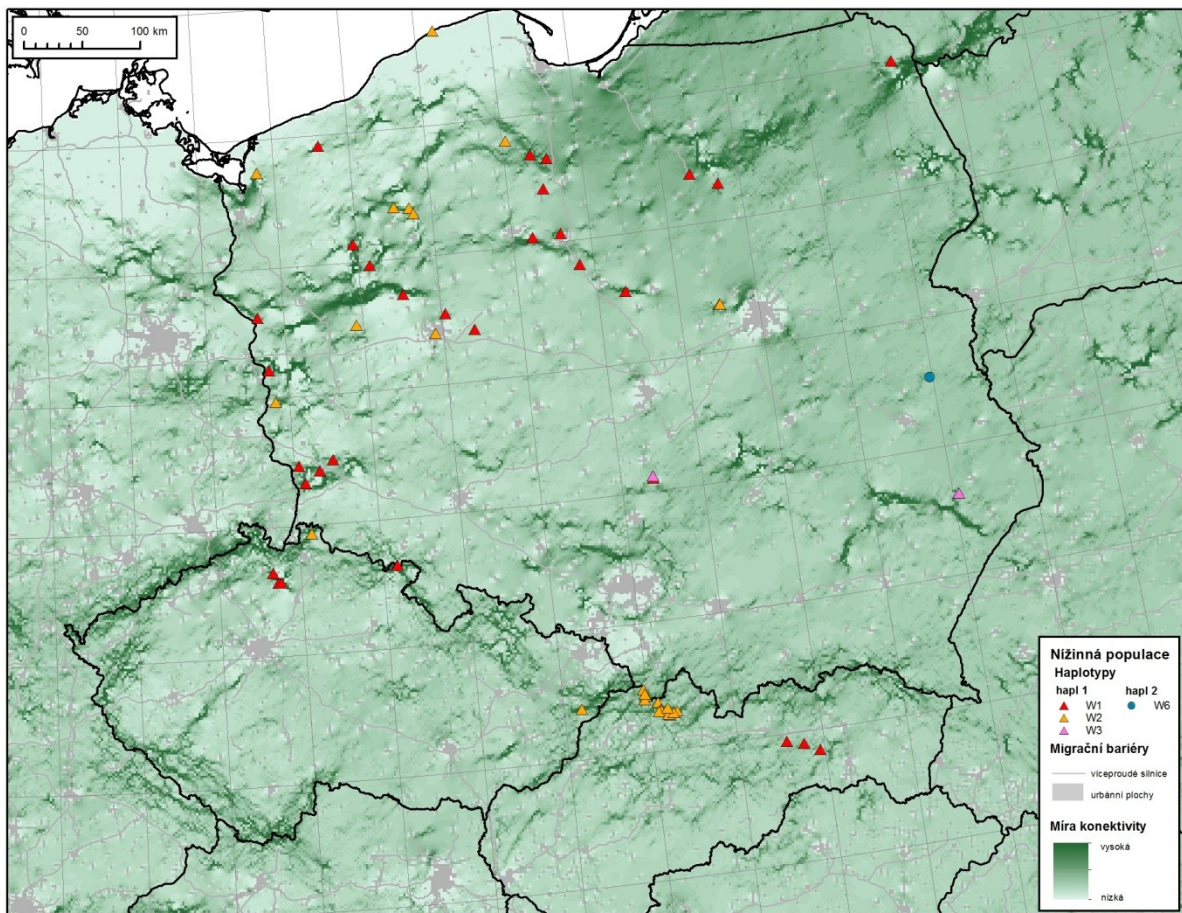 0 50 100 km
Nížinná populace
Haplotypy
hapl 1 hapl 2
W1 W6
W2
W3
Migrační bariéry
víceproudé silnice
urbánní plochy
Míra konektivity
vysoká
nízká